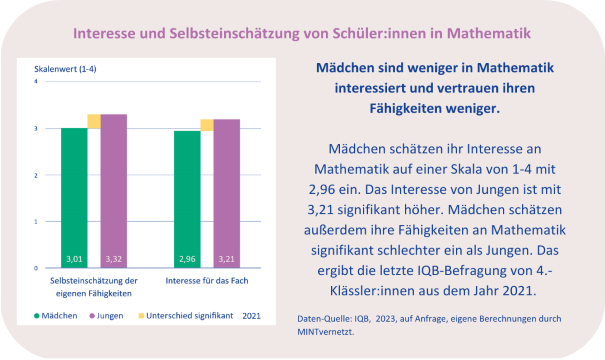 Interesse und Selbsteinschätzung von Schüler:innen in Mathematik
Skalenwert (1-4)
4
3
2
1
0
3,01
3,32
2,96
3,21
Selbsteinschätzung der
eigenen Fähigkeiten
Interesse für das Fach
Mädchen
Jungen
Unterschied signifikant
2021
Mädchen sind weniger in Mathematik
interessiert und vertrauen ihren
Fähigkeiten weniger.
Mädchen schätzen ihr Interesse an
Mathematik auf einer Skala von 1-4 mit
2,96 ein. Das Interesse von Jungen ist mit
3,21 signifikant höher. Mädchen schätzen
außerdem ihre Fähigkeiten an Mathematik
signifikant schlechter ein als Jungen. Das
ergibt die letzte IQB-Befragung von 4.-
Klässler:innen aus dem Jahr 2021.
Daten-Quelle: IQB, 2023, auf Anfrage, eigene Berechnungen durch
MINTvernetzt.